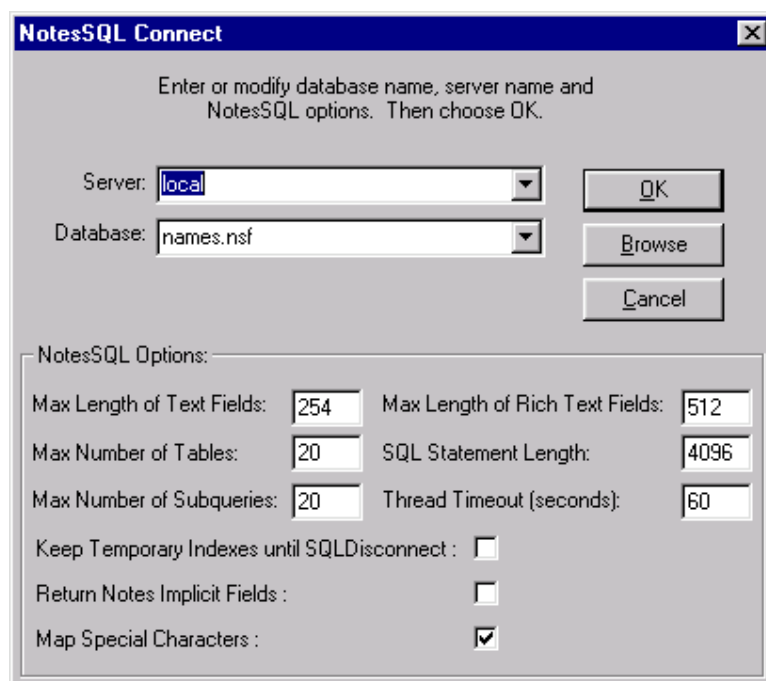 NotesSQL Connect
Enter or modify database name, server name and
NotesSQL options. Then choose OK.
Server: local
OK
Database: names.nsf
Browse
Cancel
NotesSQL Options:
Max Length of Text Fields: 254 Max Length of Rich Text Fields: 512
Max Number of Tables: 20 SQL Statement Length: 4096
Max Number of Subqueries: 20 Thread Timeout (seconds): 60
Keep Temporary Indexes until SQLDisconnect :
Return Notes Implicit Fields :
Map Special Characters :